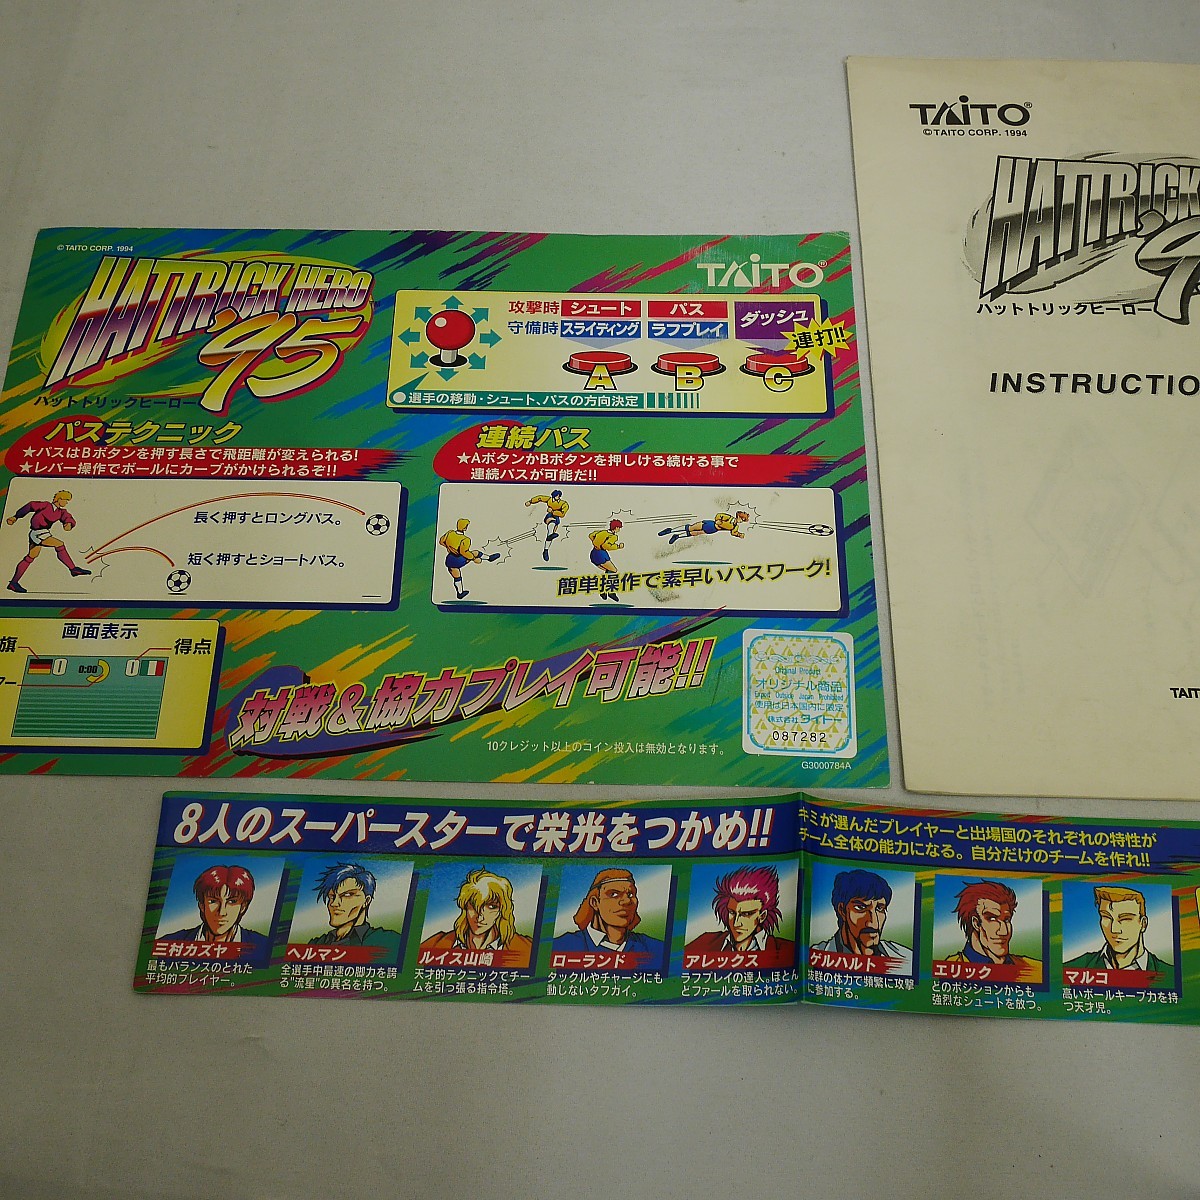 © TAITO CORP. 1994
HATTRICK HERO
'95
ハットトリックヒーロー
TAITO®
攻撃時 シュート パス ダッシュ
守備時 スライディング ラフプレイ
連打!!
A B C
●選手の移動・シュート、パスの方向決定
パステクニック
★パスはBボタンを押す長さで飛距離が変えられる!
★レバー操作でボールにカーブがかけられるぞ!!
長く押すとロングパス。
短く押すとショートパス。
連続パス
★AボタンかBボタンを押しける続ける事で
連続パスが可能だ!!
簡単操作で素早いパスワーク!
旗
画面表示
得点
0 0:00 0
ー
対戦&協力プレイ可能!!
10クレジット以上のコイン投入は無効となります。
Original Product
オリジナル商品
Export Outside Japan Prohibited
使用は日本国内に限定
株式会社タイトー
087282
G3000784A
TAITO®
© TAITO CORP. 1994
HATTRICK
'9
ハットトリックヒーロー
INSTRUCTIO
TAIT
8人のスーパースターで栄光をつかめ!!
キミが選んだプレイヤーと出場国のそれぞれの特性が
チーム全体の能力になる。自分だけのチームを作れ!!
三村カズヤ
最もバランスのとれた
平均的プレイヤー。
ヘルマン
全選手中最速の脚力を誇
る"流星"の異名を持つ。
ルイス山崎
天才的テクニックでチー
ムを引っ張る指令塔。
ローランド
タックルやチャージにも
動じないタフガイ。
アレックス
ラフプレイの達人。ほとん
どファールを取られない。
ゲルハルト
抜群の体力で頻繁に攻撃
に参加する。
エリック
どのポジションからも
強烈なシュートを放つ。
マルコ
高いボールキープ力を持
つ天才児。